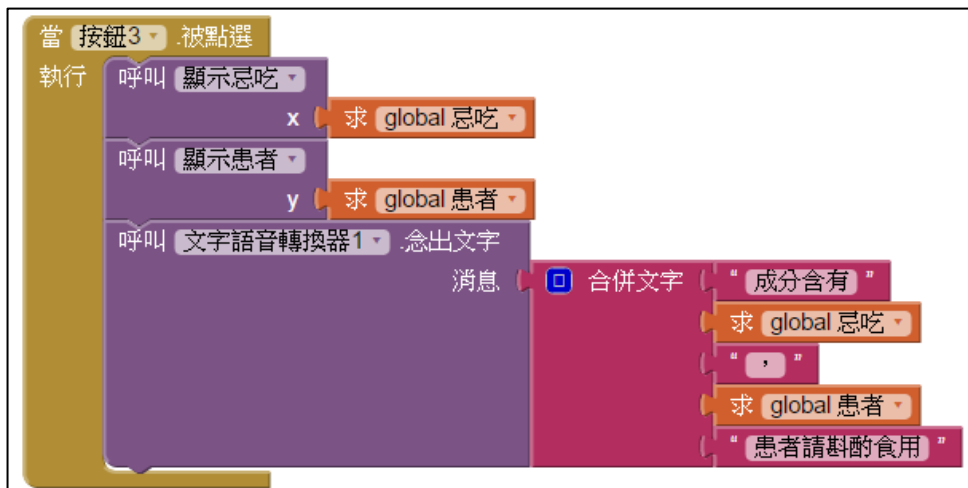 當 按鈕3 .被點選
執行 呼叫 顯示忌吃
x 求 global 忌吃
呼叫 顯示患者
y 求 global 患者
呼叫 文字語音轉換器1 .念出文字
消息 合併文字 " 成分含有 "
求 global 忌吃
" , "
求 global 患者
" 患者請斟酌食用 "